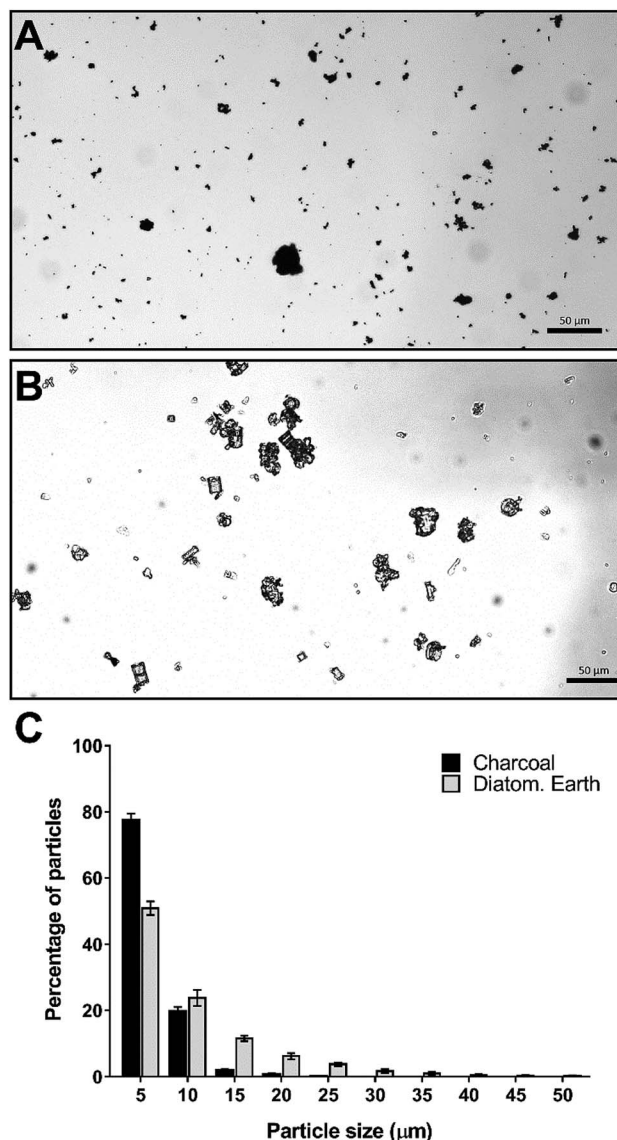 A
50 µm
B
50 µm
C
100
80
60
40
20
0
Percentage of particles
Charcoal
Diatom. Earth
5 10 15 20 25 30 35 40 45 50
Particle size (µm)